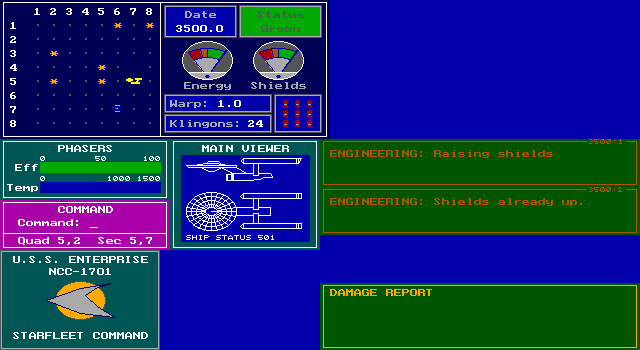 1 2 3 4 5 6 7 8
1
2
3
4
5
6
7
8
Date
3500.0
Status
Green
Energy Shields
Warp: 1.0
Klingons: 24
PHASERS
0 50 100
Eff
0 1000 1500
Temp
MAIN VIEWER
SHIP STATUS 501
3500:1
ENGINEERING: Raising shields
3500:2
ENGINEERING: Shields already up.
COMMAND
Command: _
Quad 5,2 Sec 5,7
U.S.S. ENTERPRISE
NCC-1701
STARFLEET COMMAND
DAMAGE REPORT